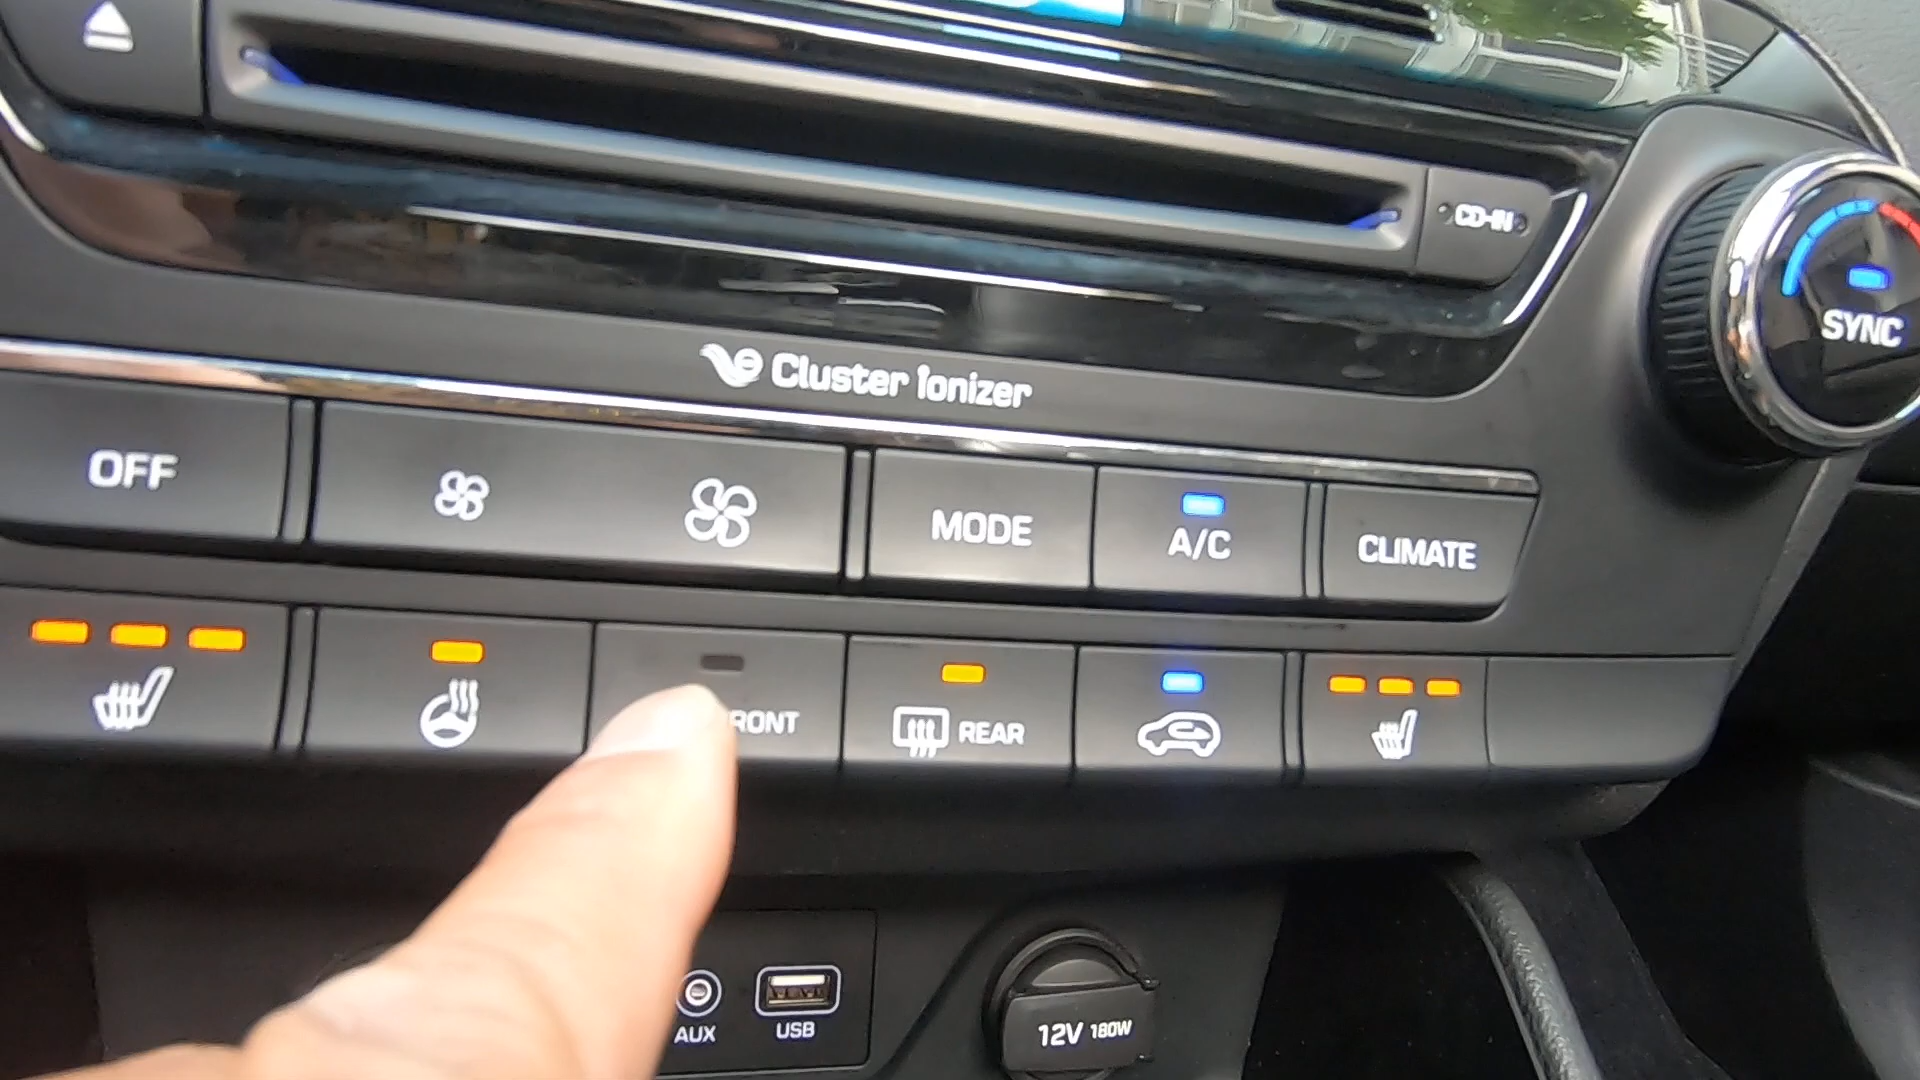 CD-IN
SYNC
Cluster ionizer
OFF
MODE
A/C
CLIMATE
RONT
REAR
AUX
USB
12V 180W